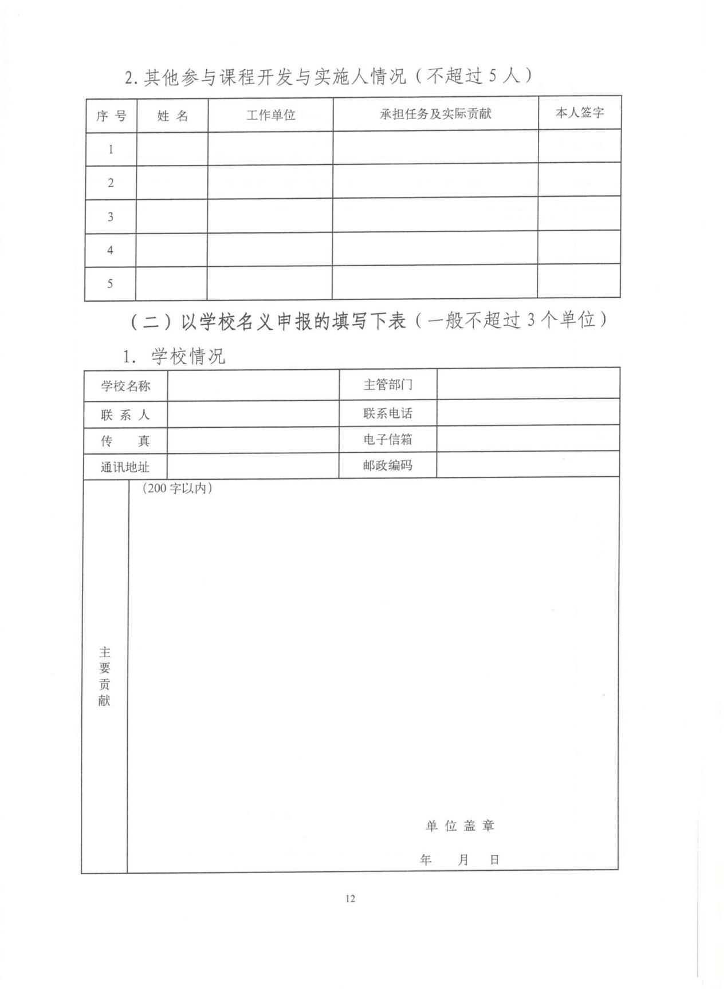 2.其他参与课程开发与实施人情况（不超过5人）
序 号 姓 名 工作单位 承担任务及实际贡献 本人签字
1
2
3
4
5
（二）以学校名义申报的填写下表（一般不超过3个单位）
1. 学校情况
学校名称 主管部门
联 系 人 联系电话
传 真 电子信箱
通讯地址 邮政编码
（200字以内）
主
要
贡
献
单 位 盖 章
年 月 日
12